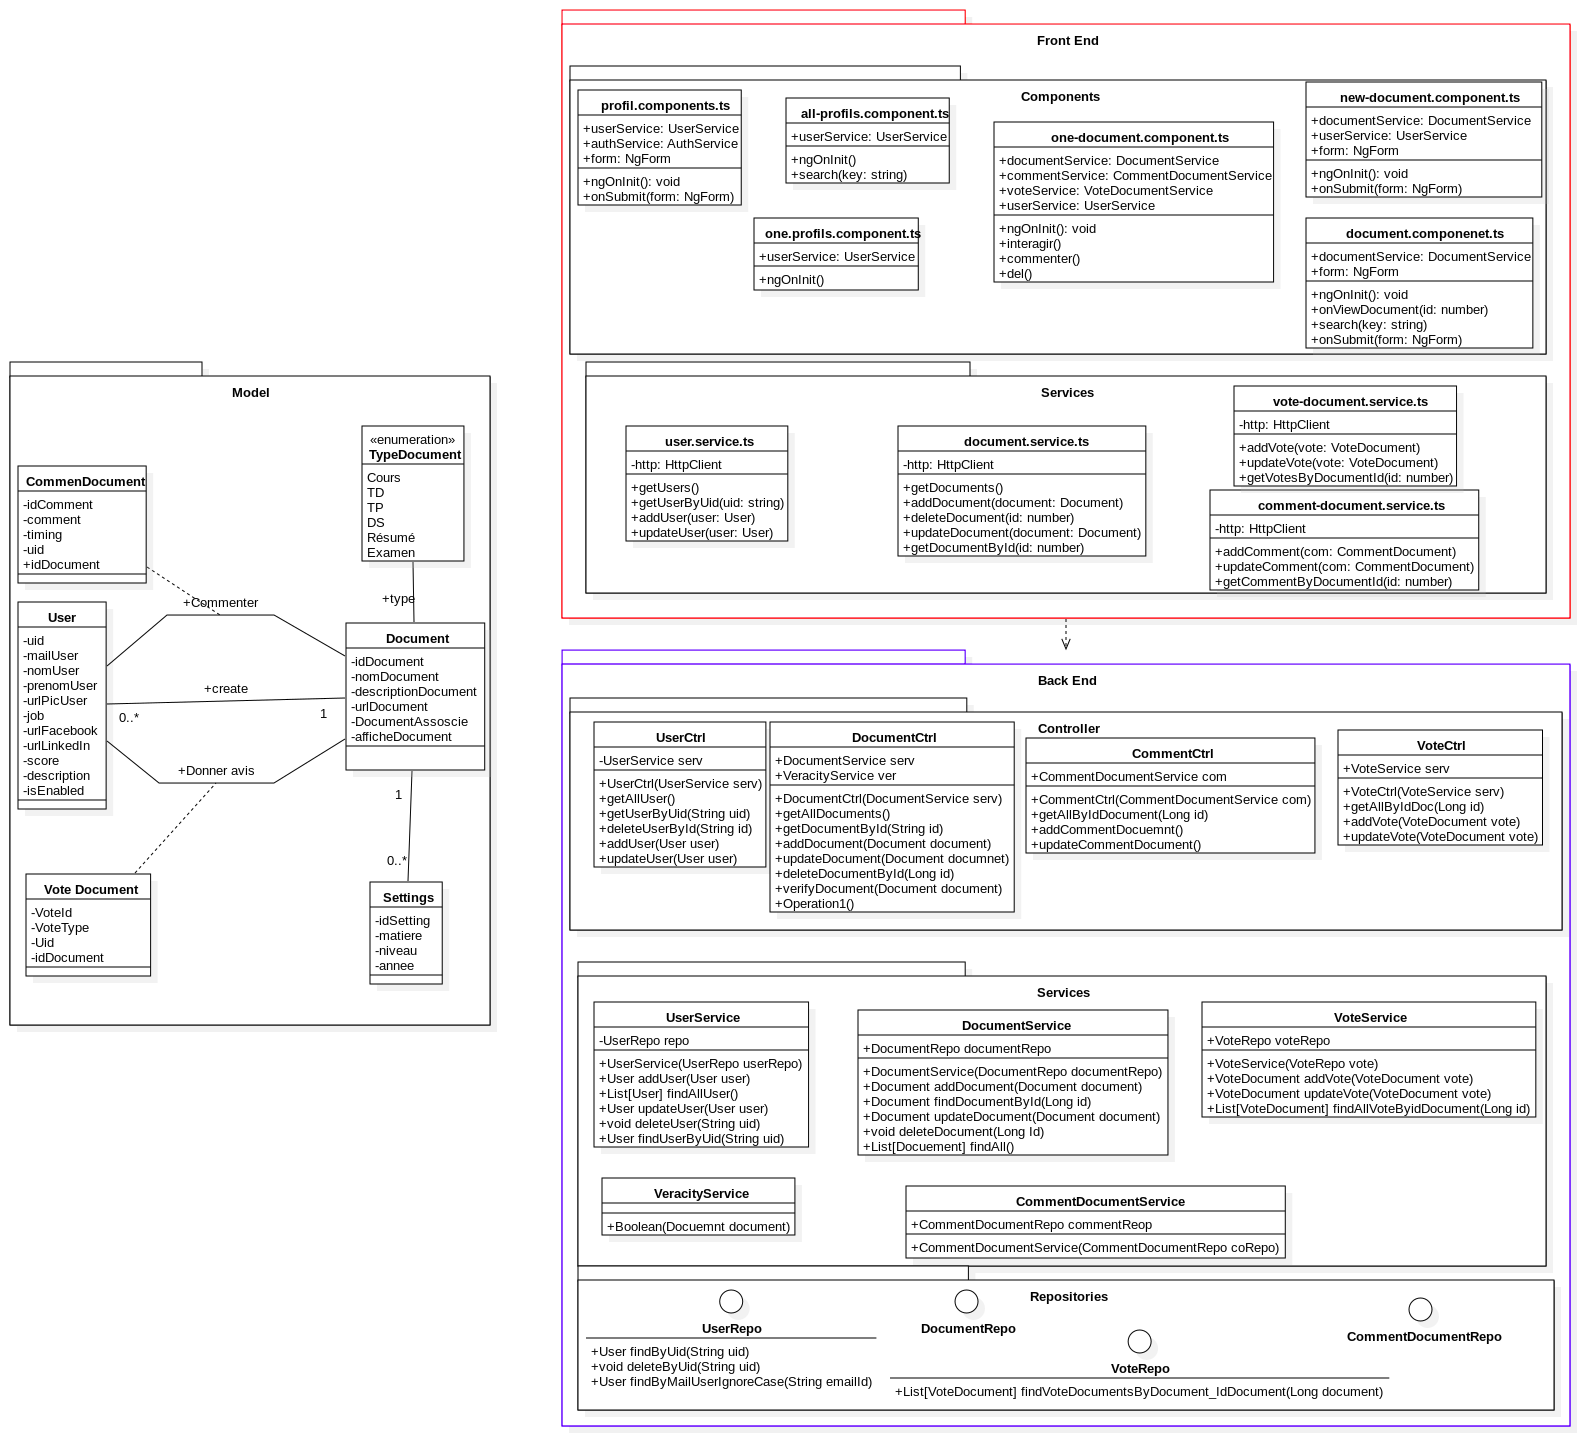 Front End
Components
profil.components.ts
+userService: UserService
+authService: AuthService
+form: NgForm
+ngOnInit(): void
+onSubmit(form: NgForm)
all-profils.component.ts
+userService: UserService
+ngOnInit()
+search(key: string)
one.profils.component.ts
+userService: UserService
+ngOnInit()
one-document.component.ts
+documentService: DocumentService
+commentService: CommentDocumentService
+voteService: VoteDocumentService
+userService: UserService
+ngOnInit(): void
+interagir()
+commenter()
+del()
new-document.component.ts
+documentService: DocumentService
+userService: UserService
+form: NgForm
+ngOnInit(): void
+onSubmit(form: NgForm)
document.componenet.ts
+documentService: DocumentService
+form: NgForm
+ngOnInit(): void
+onViewDocument(id: number)
+search(key: string)
+onSubmit(form: NgForm)
Services
user.service.ts
-http: HttpClient
+getUsers()
+getUserByUid(uid: string)
+addUser(user: User)
+updateUser(user: User)
document.service.ts
-http: HttpClient
+getDocuments()
+addDocument(document: Document)
+deleteDocument(id: number)
+updateDocument(document: Document)
+getDocumentById(id: number)
vote-document.service.ts
-http: HttpClient
+addVote(vote: VoteDocument)
+updateVote(vote: VoteDocument)
+getVotesByDocumentId(id: number)
comment-document.service.ts
-http: HttpClient
+addComment(com: CommentDocument)
+updateComment(com: CommentDocument)
+getCommentByDocumentId(id: number)
Model
«enumeration»
TypeDocument
Cours
TD
TP
DS
Résumé
Examen
CommenDocument
-idComment
-comment
-timing
-uid
+idDocument
+Commenter
+type
User
-uid
-mailUser
-nomUser
-prenomUser
-urlPicUser
-job
-urlFacebook
-urlLinkedIn
-score
-description
-isEnabled
+create
0..*
1
+Donner avis
Document
-idDocument
-nomDocument
-descriptionDocument
-urlDocument
-DocumentAssoscie
-afficheDocument
1
0..*
Vote Document
-VoteId
-VoteType
-Uid
-idDocument
Settings
-idSetting
-matiere
-niveau
-annee
Back End
Controller
UserCtrl
-UserService serv
+UserCtrl(UserService serv)
+getAllUser()
+getUserByUid(String uid)
+deleteUserById(String id)
+addUser(User user)
+updateUser(User user)
DocumentCtrl
+DocumentService serv
+VeracityService ver
+DocumentCtrl(DocumentService serv)
+getAllDocuments()
+getDocumentById(String id)
+addDocument(Document document)
+updateDocument(Document documnet)
+deleteDocumentById(Long id)
+verifyDocument(Document document)
+Operation1()
CommentCtrl
+CommentDocumentService com
+CommentCtrl(CommentDocumentService com)
+getAllByIdDocument(Long id)
+addCommentDocuemnt()
+updateCommentDocument()
VoteCtrl
+VoteService serv
+VoteCtrl(VoteService serv)
+getAllByIdDoc(Long id)
+addVote(VoteDocument vote)
+updateVote(VoteDocument vote)
Services
UserService
-UserRepo repo
+UserService(UserRepo userRepo)
+User addUser(User user)
+List[User] findAllUser()
+User updateUser(User user)
+void deleteUser(String uid)
+User findUserByUid(String uid)
DocumentService
+DocumentRepo documentRepo
+DocumentService(DocumentRepo documentRepo)
+Document addDocument(Document document)
+Document findDocumentById(Long id)
+Document updateDocument(Document document)
+void deleteDocument(Long Id)
+List[Docuement] findAll()
VoteService
+VoteRepo voteRepo
+VoteService(VoteRepo vote)
+VoteDocument addVote(VoteDocument vote)
+VoteDocument updateVote(VoteDocument vote)
+List[VoteDocument] findAllVoteByidDocument(Long id)
VeracityService
+Boolean(Docuemnt document)
CommentDocumentService
+CommentDocumentRepo commentReop
+CommentDocumentService(CommentDocumentRepo coRepo)
Repositories
UserRepo
+User findByUid(String uid)
+void deleteByUid(String uid)
+User findByMailUserIgnoreCase(String emailId)
DocumentRepo
VoteRepo
+List[VoteDocument] findVoteDocumentsByDocument_IdDocument(Long document)
CommentDocumentRepo